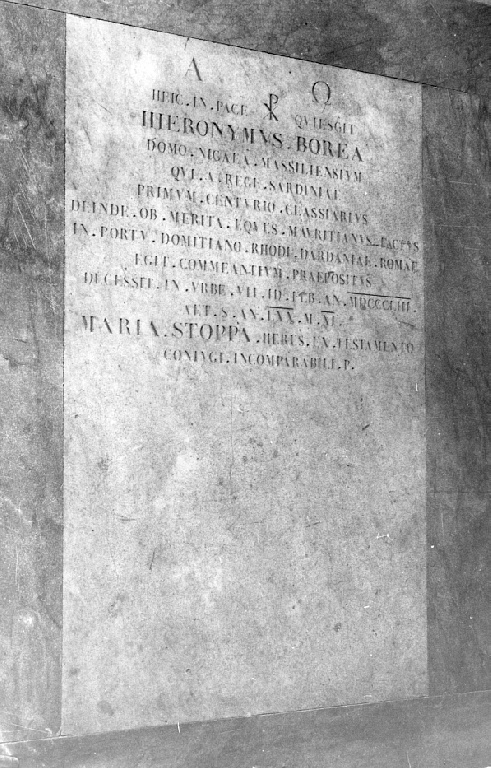 Α ☧ Ω
HEIC . IN . PACE QVIESCIT
HIERONYMVS . BOREA
DOMO . NICAEA . MASSILIENSIVM
QVI . A . REGE . SARDINIAE
PRIMVM . CENTVRIO . CLASSIARIVS
DEINDE . OB . MERITA . EQVES . MAVRITIANVS FACTVS
IN . PORTV . DOMITIANO . RHODI . DARDANIAE . ROMAE
EGIT . COMMEANTIVM . PRAEPOSITVS
DECESSIT . IN . VRBE . VII . ID . FEB . AN .
AET . S . AN . LXX . M . XI
MARIA . STOPPA . HERES . EX . TESTAMENTO
CONIVGI . INCOMPARABILI . P .